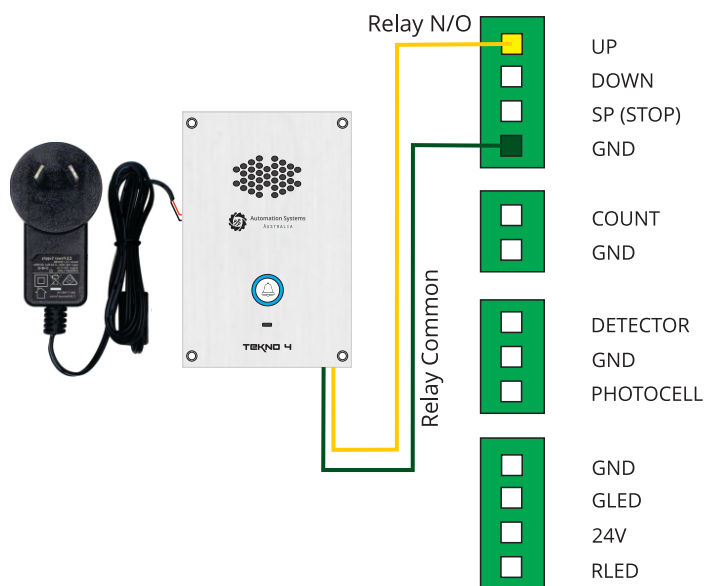 Relay N/O
UP
DOWN
SP (STOP)
GND
COUNT
GND
DETECTOR
GND
PHOTOCELL
GND
GLED
24V
RLED
Relay Common
Automation Systems
AUSTRALIA
TEKNO 4